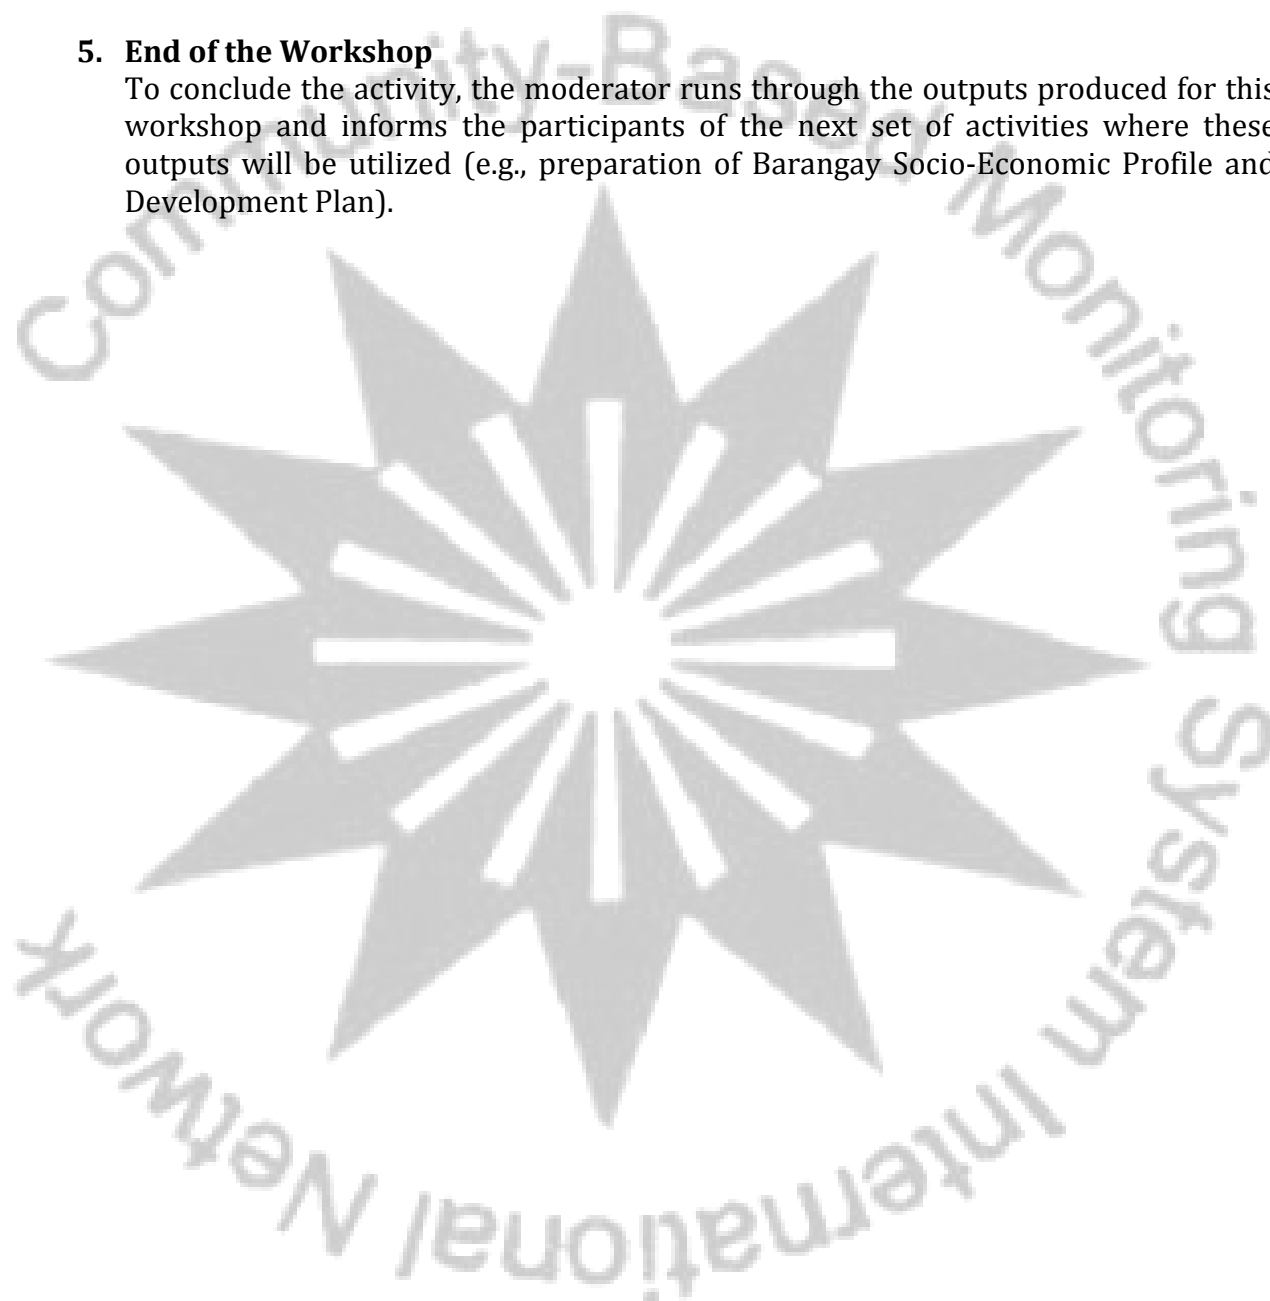 5. End of the Workshop
To conclude the activity, the moderator runs through the outputs produced for this
workshop and informs the participants of the next set of activities where these
outputs will be utilized (e.g., preparation of Barangay Socio-Economic Profile and
Development Plan).
Community-Based Monitoring System International Network